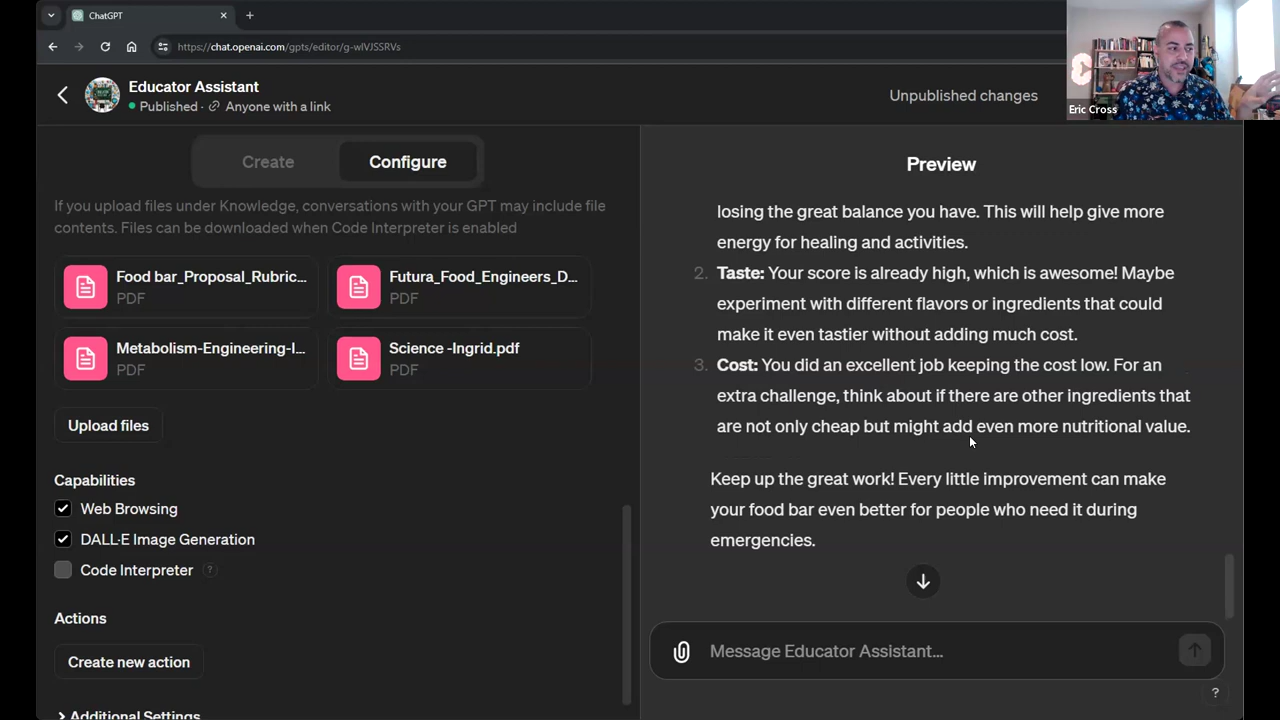 ChatGPT
https://chat.openai.com/gpts/editor/g-wIVJSSRVs
Eric Cross
Educator Assistant
Published · Anyone with a link
Unpublished changes
Create
Configure
If you upload files under Knowledge, conversations with your GPT may include file
contents. Files can be downloaded when Code Interpreter is enabled
Food bar_Proposal_Rubric...
PDF
Futura_Food_Engineers_D...
PDF
Metabolism-Engineering-I...
PDF
Science -Ingrid.pdf
PDF
Upload files
Capabilities
Web Browsing
DALL·E Image Generation
Code Interpreter ?
Actions
Create new action
Additional Settings
Preview
losing the great balance you have. This will help give more
energy for healing and activities.
2. Taste: Your score is already high, which is awesome! Maybe
experiment with different flavors or ingredients that could
make it even tastier without adding much cost.
3. Cost: You did an excellent job keeping the cost low. For an
extra challenge, think about if there are other ingredients that
are not only cheap but might add even more nutritional value.
Keep up the great work! Every little improvement can make
your food bar even better for people who need it during
emergencies.
Message Educator Assistant...
?